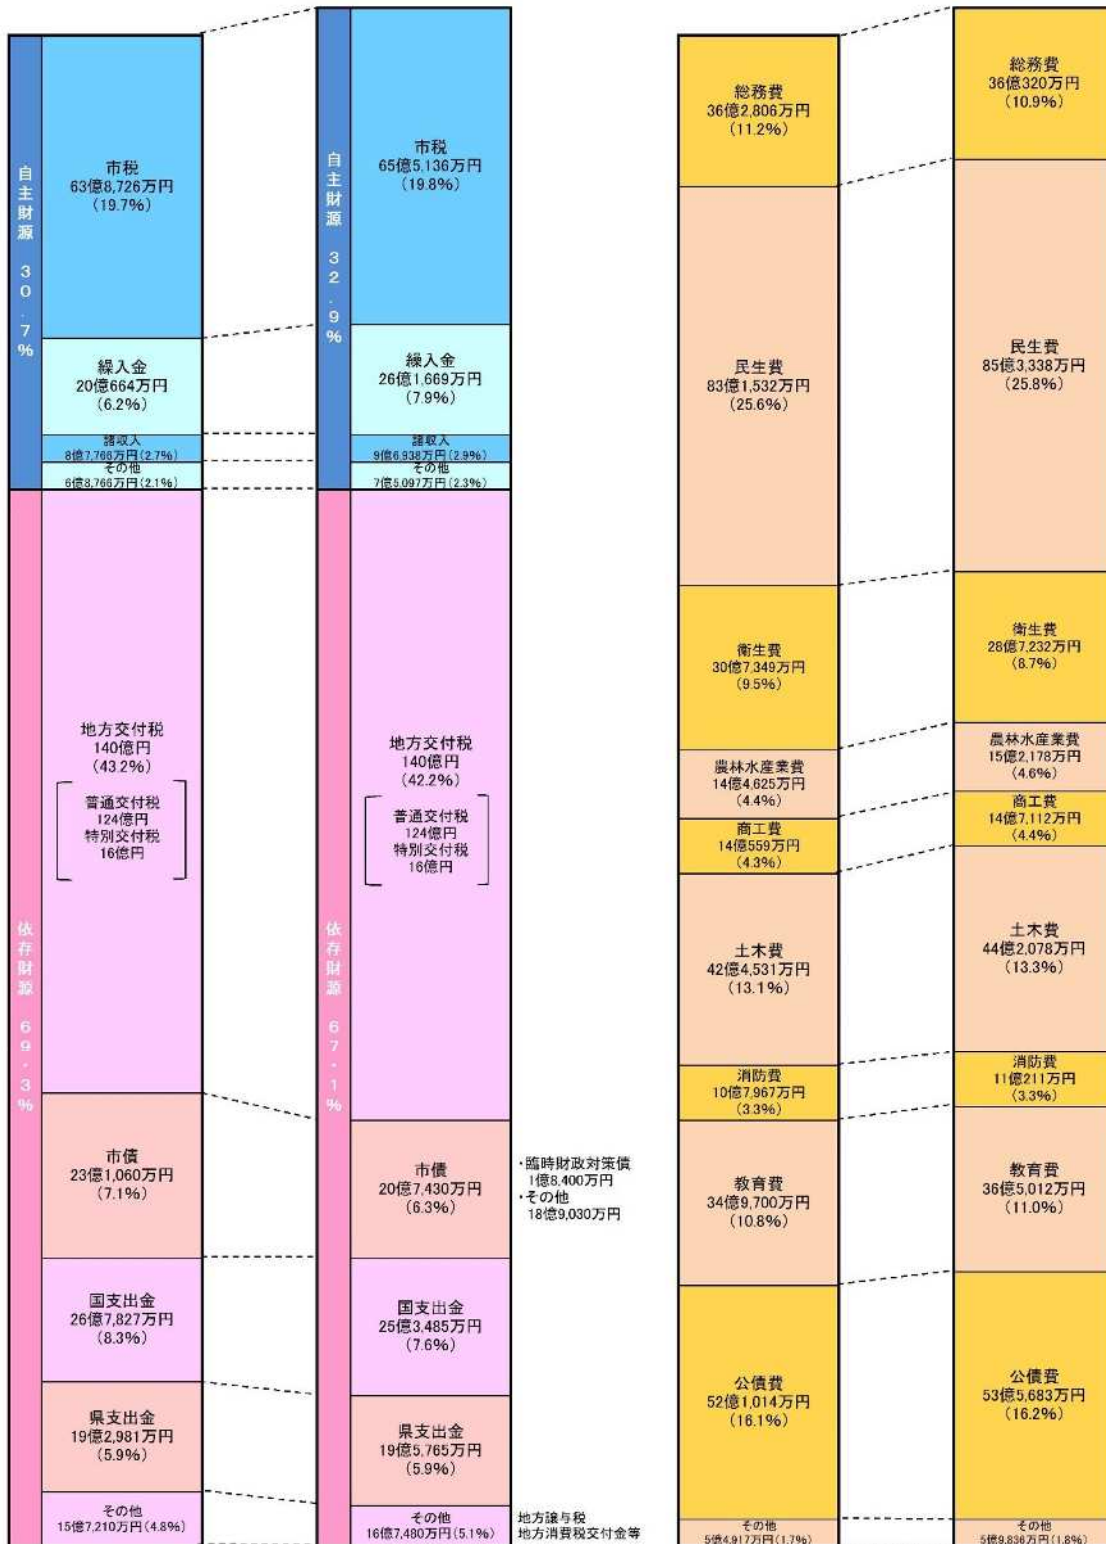 自主財源 30.7%
市税
63億8,726万円
(19.7%)
繰入金
20億664万円
(6.2%)
諸収入
8億7,766万円(2.7%)
その他
6億8,766万円(2.1%)
依存財源 69.3%
地方交付税
140億円
(43.2%)
普通交付税
124億円
特別交付税
16億円
市債
23億1,060万円
(7.1%)
国支出金
26億7,827万円
(8.3%)
県支出金
19億2,981万円
(5.9%)
その他
15億7,210万円(4.8%)
自主財源 32.9%
市税
65億5,136万円
(19.8%)
繰入金
26億1,669万円
(7.9%)
諸収入
9億6,938万円(2.9%)
その他
7億5,097万円(2.3%)
依存財源 67.1%
地方交付税
140億円
(42.2%)
普通交付税
124億円
特別交付税
16億円
市債
20億7,430万円
(6.3%)
・臨時財政対策債
1億8,400万円
・その他
18億9,030万円
国支出金
25億3,485万円
(7.6%)
県支出金
19億5,765万円
(5.9%)
その他
16億7,480万円(5.1%)
地方譲与税
地方消費税交付金等
総務費
36億2,806万円
(11.2%)
民生費
83億1,532万円
(25.6%)
衛生費
30億7,349万円
(9.5%)
農林水産業費
14億4,625万円
(4.4%)
商工費
14億559万円
(4.3%)
土木費
42億4,531万円
(13.1%)
消防費
10億7,967万円
(3.3%)
教育費
34億9,700万円
(10.8%)
公債費
52億1,014万円
(16.1%)
その他
5億4,917万円(1.7%)
総務費
36億320万円
(10.9%)
民生費
85億3,338万円
(25.8%)
衛生費
28億7,232万円
(8.7%)
農林水産業費
15億2,178万円
(4.6%)
商工費
14億7,112万円
(4.4%)
土木費
44億2,078万円
(13.3%)
消防費
11億211万円
(3.3%)
教育費
36億5,012万円
(11.0%)
公債費
53億5,683万円
(16.2%)
その他
5億9,836万円(1.8%)